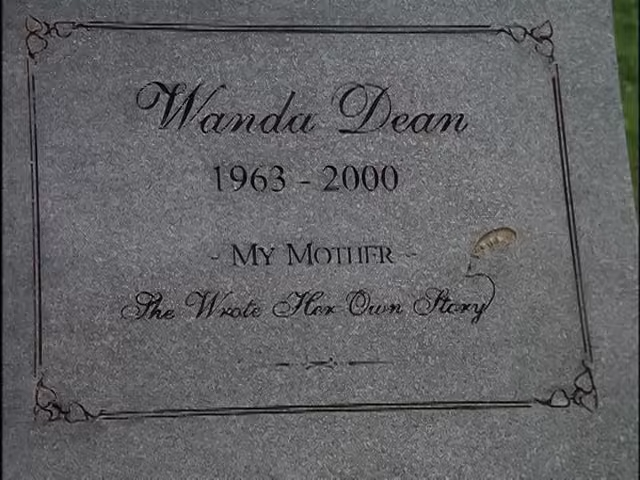 Wanda Dean
1963 - 2000
- MY MOTHER -
She Wrote Her Own Story